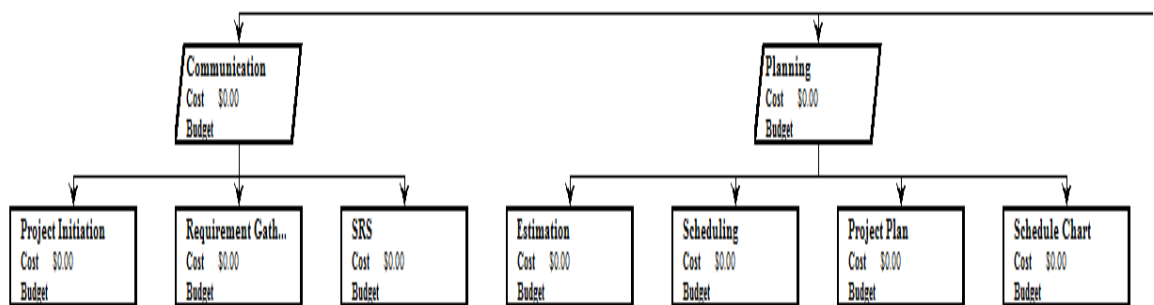 Communication
Cost $0.00
Budget
Planning
Cost $0.00
Budget
Project Initiation
Cost $0.00
Budget
Requirement Gath...
Cost $0.00
Budget
SRS
Cost $0.00
Budget
Estimation
Cost $0.00
Budget
Scheduling
Cost $0.00
Budget
Project Plan
Cost $0.00
Budget
Schedule Chart
Cost $0.00
Budget